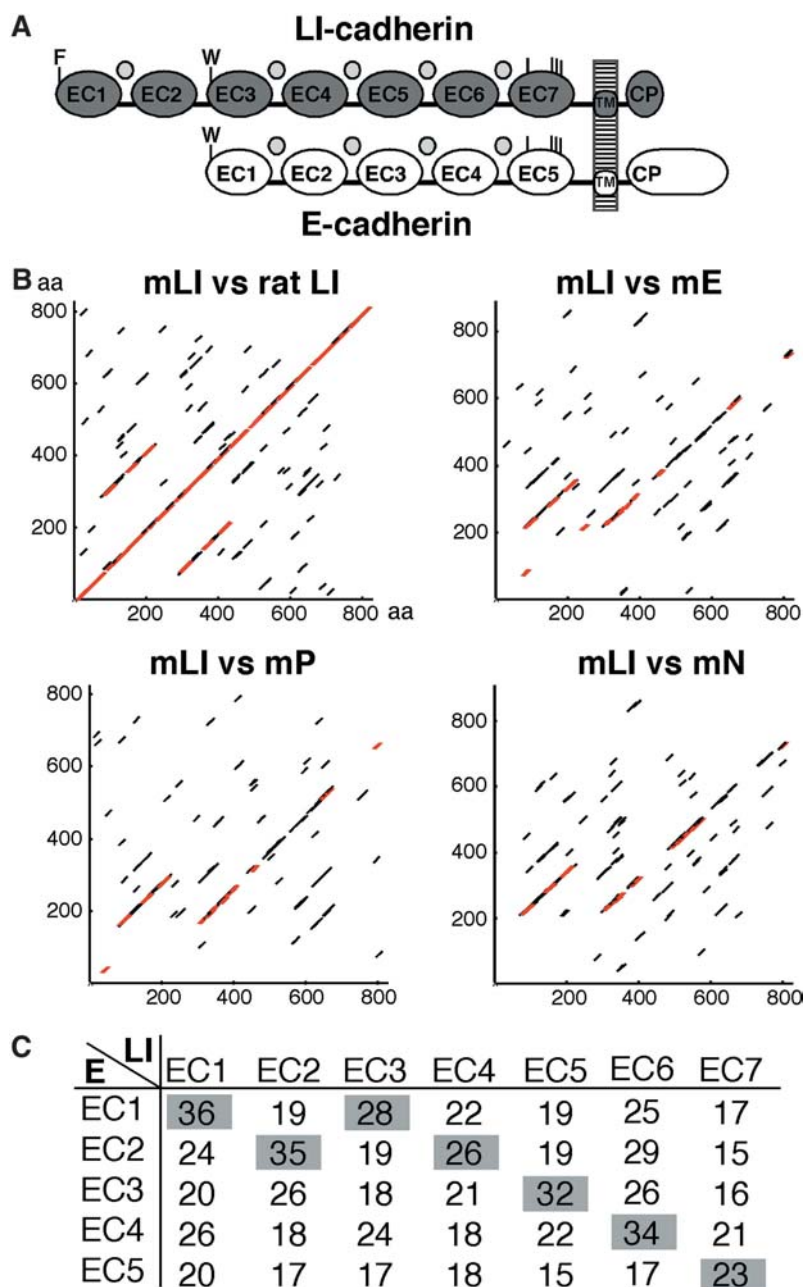 A
LI-cadherin
F W
EC1 EC2 EC3 EC4 EC5 EC6 EC7 TM CP
W
EC1 EC2 EC3 EC4 EC5 TM CP
E-cadherin
B
mLI vs rat LI
aa
800
600
400
200
200 400 600 800 aa
mLI vs mE
800
600
400
200
200 400 600 800
mLI vs mP
800
600
400
200
200 400 600 800
mLI vs mN
800
600
400
200
200 400 600 800
C
E LI EC1 EC2 EC3 EC4 EC5 EC6 EC7
EC1 36 19 28 22 19 25 17
EC2 24 35 19 26 19 29 15
EC3 20 26 18 21 32 26 16
EC4 26 18 24 18 22 34 21
EC5 20 17 17 18 15 17 23